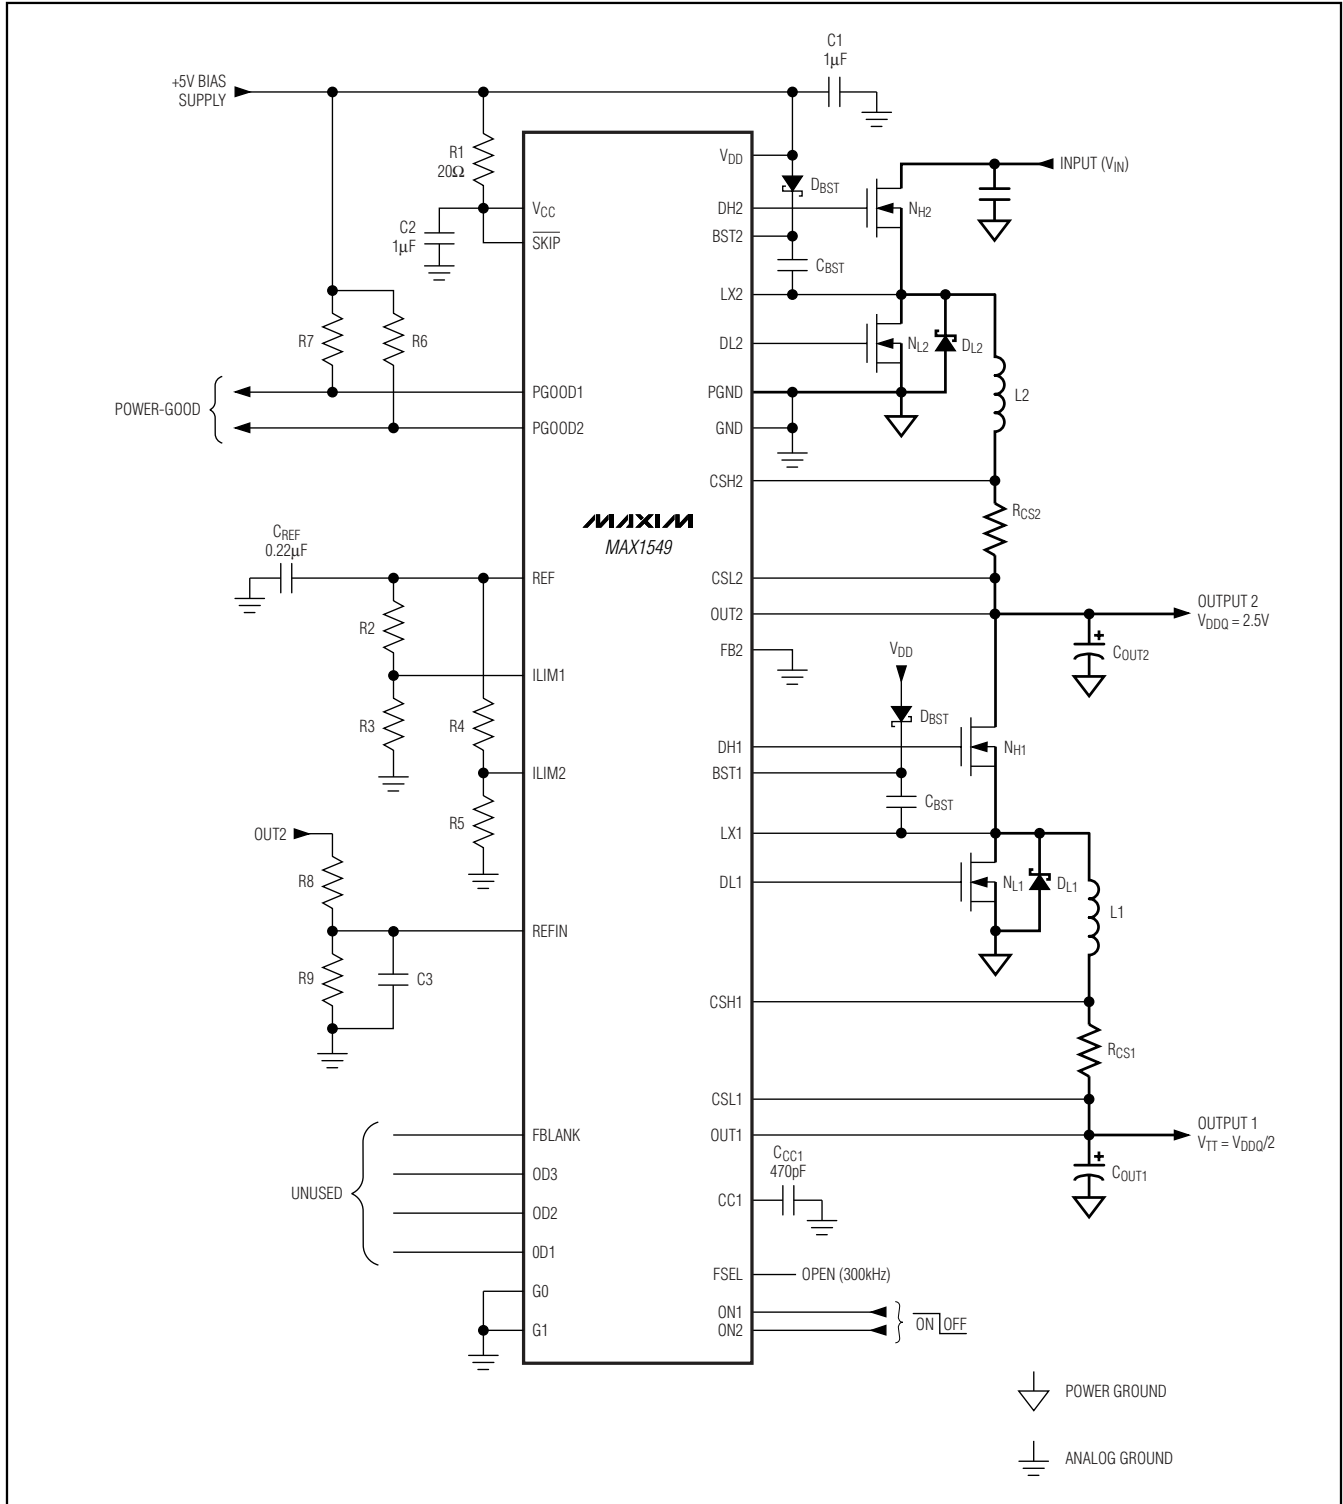 C1
1µF
+5V BIAS
SUPPLY
R1
20Ω
VDD
DBST
INPUT (VIN)
C2
1µF
VCC
SKIP
DH2
NH2
BST2
CBST
LX2
R7
R6
DL2
NL2
DL2
POWER-GOOD
PGOOD1
PGND
L2
PGOOD2
GND
CSH2
RCS2
MAXIM
MAX1549
CREF
0.22µF
REF
CSL2
OUT2
OUTPUT 2
VDDQ = 2.5V
R2
FB2
VDD
COUT2
ILIM1
R3
R4
DBST
DH1
NH1
ILIM2
BST1
CBST
R5
OUT2
LX1
R8
DL1
NL1
DL1
L1
REFIN
R9
C3
CSH1
RCS1
CSL1
UNUSED
FBLANK
OUT1
OUTPUT 1
VTT = VDDQ/2
OD3
CCC1
470pF
COUT1
CC1
OD2
0D1
FSEL
OPEN (300kHz)
G0
ON1
ON2
ON
OFF
G1
POWER GROUND
ANALOG GROUND